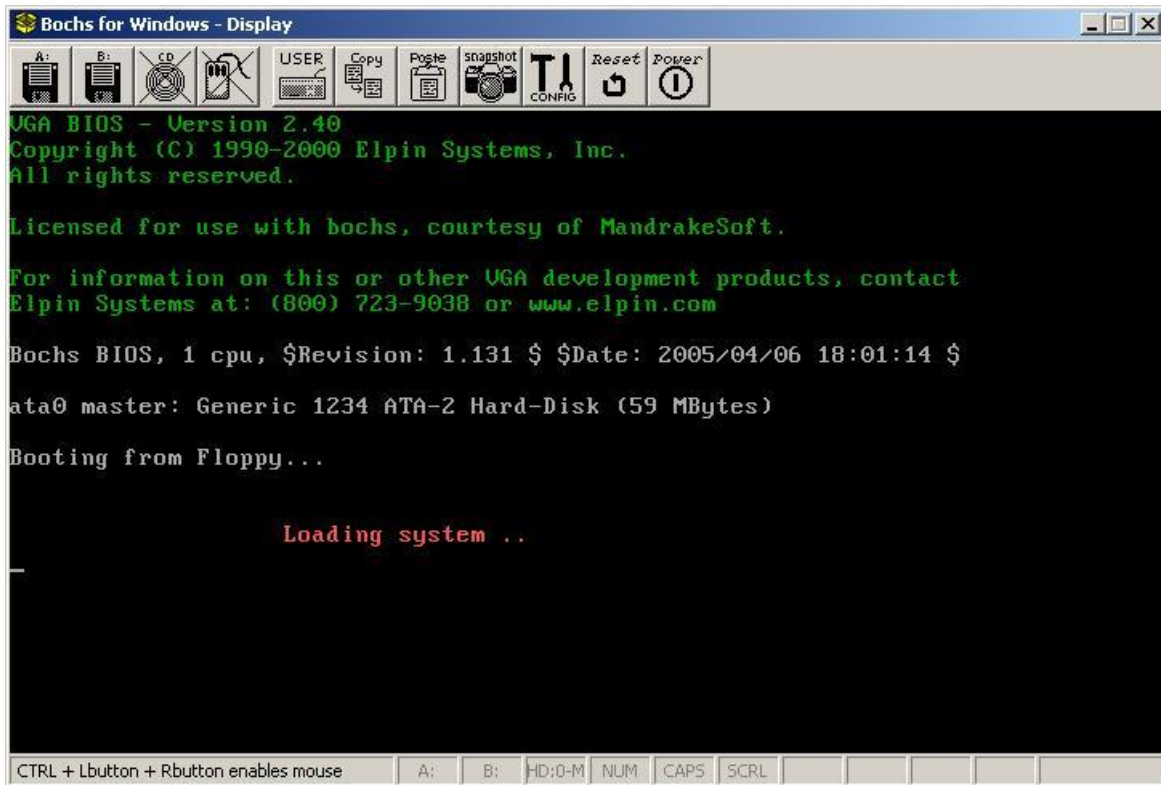 Bochs for Windows - Display
A: B: CD USER Copy Paste snapshot CONFIG Reset Power
VGA BIOS - Version 2.40
Copyright (C) 1990-2000 Elpin Systems, Inc.
All rights reserved.
Licensed for use with bochs, courtesy of MandrakeSoft.
For information on this or other VGA development products, contact
Elpin Systems at: (800) 723-9038 or www.elpin.com
Bochs BIOS, 1 cpu, $Revision: 1.131 $ $Date: 2005/04/06 18:01:14 $
ata0 master: Generic 1234 ATA-2 Hard-Disk (59 MBytes)
Booting from Floppy...
Loading system ..
CTRL + Lbutton + Rbutton enables mouse A: B: HD:0-M NUM CAPS SCRL